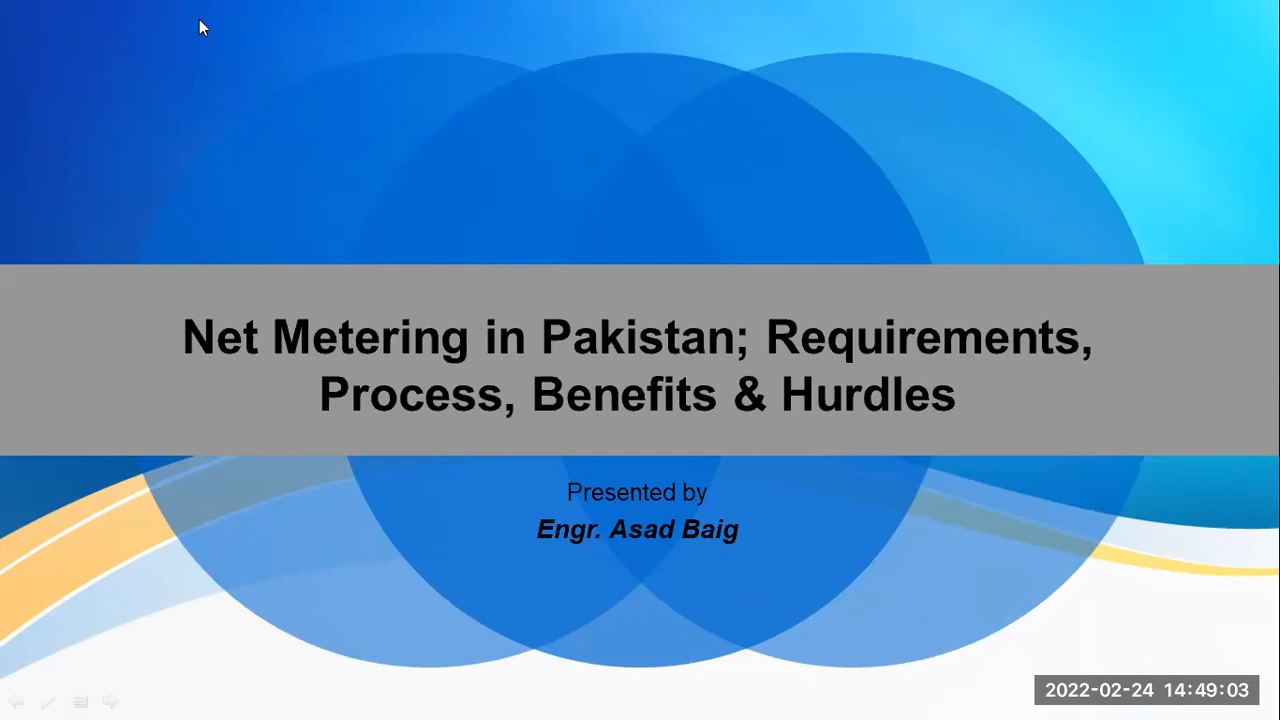 Net Metering in Pakistan; Requirements,
Process, Benefits & Hurdles
Presented by
Engr. Asad Baig
2022-02-24 14:49:03